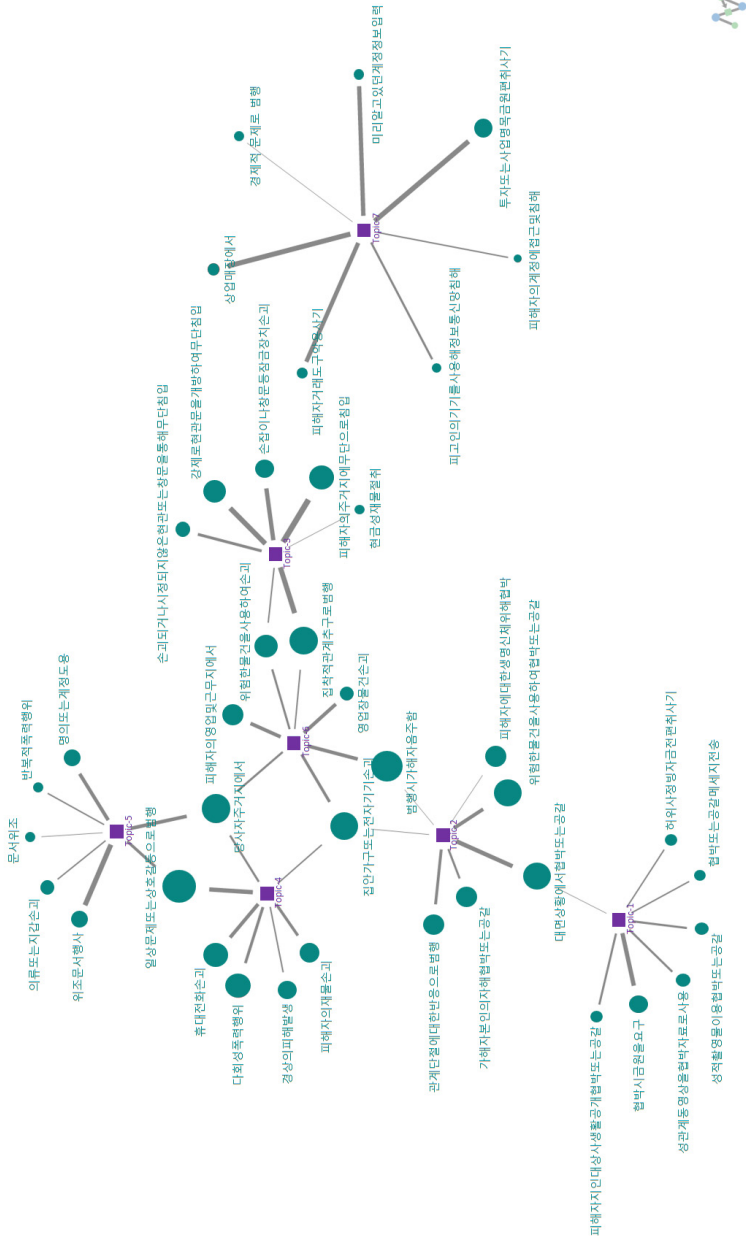 문서위조
반복적폭력행위
의류또는지갑손괴
명의또는계정도용
위조문서행사
Topic-5
일상문제또는상호갈등으로범행
손괴되거나시정되지않은현관또는창문을통해무단침입
강제로현관문을개방하여무단침입
휴대전화손괴
피해자의영업및근무지에서
상업매장에서
다회성폭력행위
당사자주거지에서
위험한물건을사용하여손괴
경제적 문제로 범행
손잡이나창문등잠금장치손괴
Topic-4
Topic-3
경상의피해발생
Topic-6
피해자거래도구악용사기
피해자의재물손괴
집착적관계추구로범행
피해자의주거지에무단으로침입
영업장물건손괴
집안가구또는전자기기손괴
현금성재물절취
Topic-7
미리알고있던계정정보입력
범행시가해자음주함
관계단절에대한반응으로범행
Topic-2
피고인의기기를사용해정보통신망침해
가해자본인의자해협박또는공갈
피해자에대한생명신체위해협박
투자또는사업명목금원편취사기
위험한물건을사용하여협박또는공갈
피해자의계정에접근및침해
대면상황에서협박또는공갈
피해자지인대상사생활공개협박또는공갈
Topic-1
협박시금원을요구
허위사정빙자금전편취사기
성관계동영상을협박자료로사용
협박또는공갈메세지전송
성적촬영물이용협박또는공갈